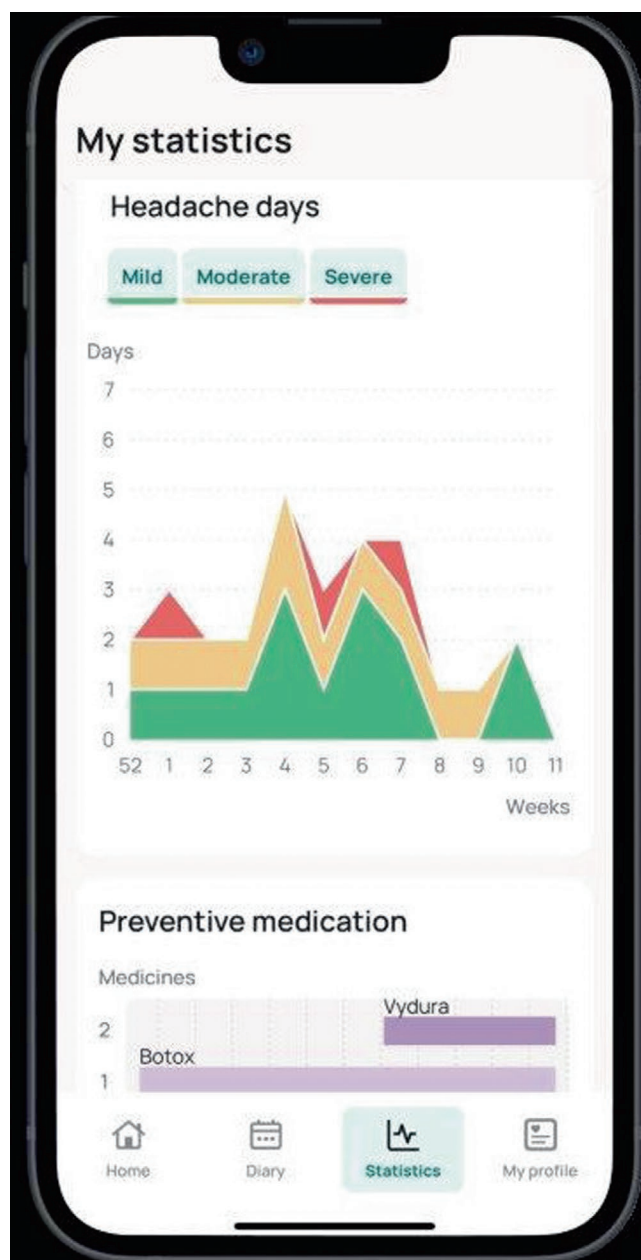 My statistics
Headache days
Mild Moderate Severe
Days
7
6
5
4
3
2
1
0
52 1 2 3 4 5 6 7 8 9 10 11
Weeks
Preventive medication
Medicines
Vydura
2
Botox
1
Home Diary Statistics My profile